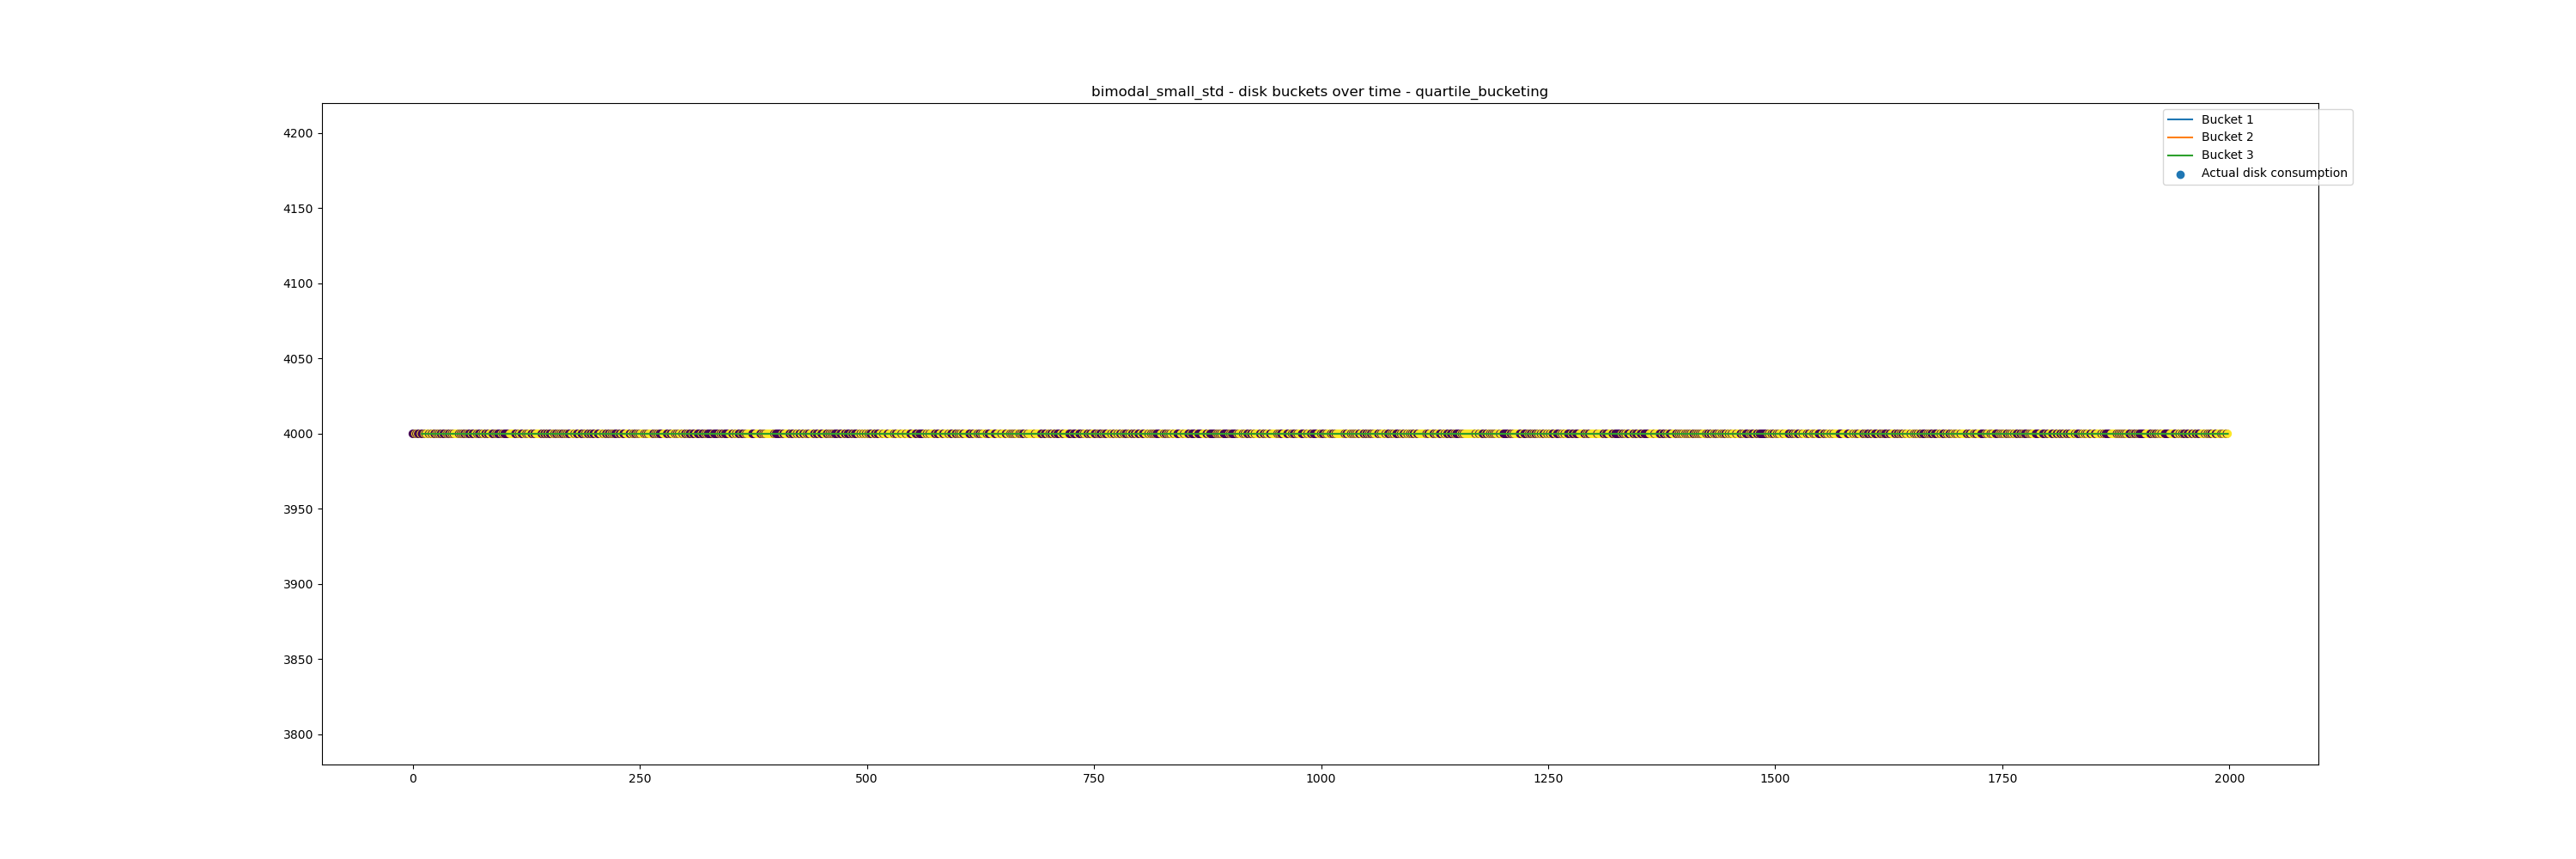 bimodal_small_std - disk buckets over time - quartile_bucketing
Bucket 1
Bucket 2
Bucket 3
Actual disk consumption
4200
4150
4100
4050
4000
3950
3900
3850
3800
0 250 500 750 1000 1250 1500 1750 2000